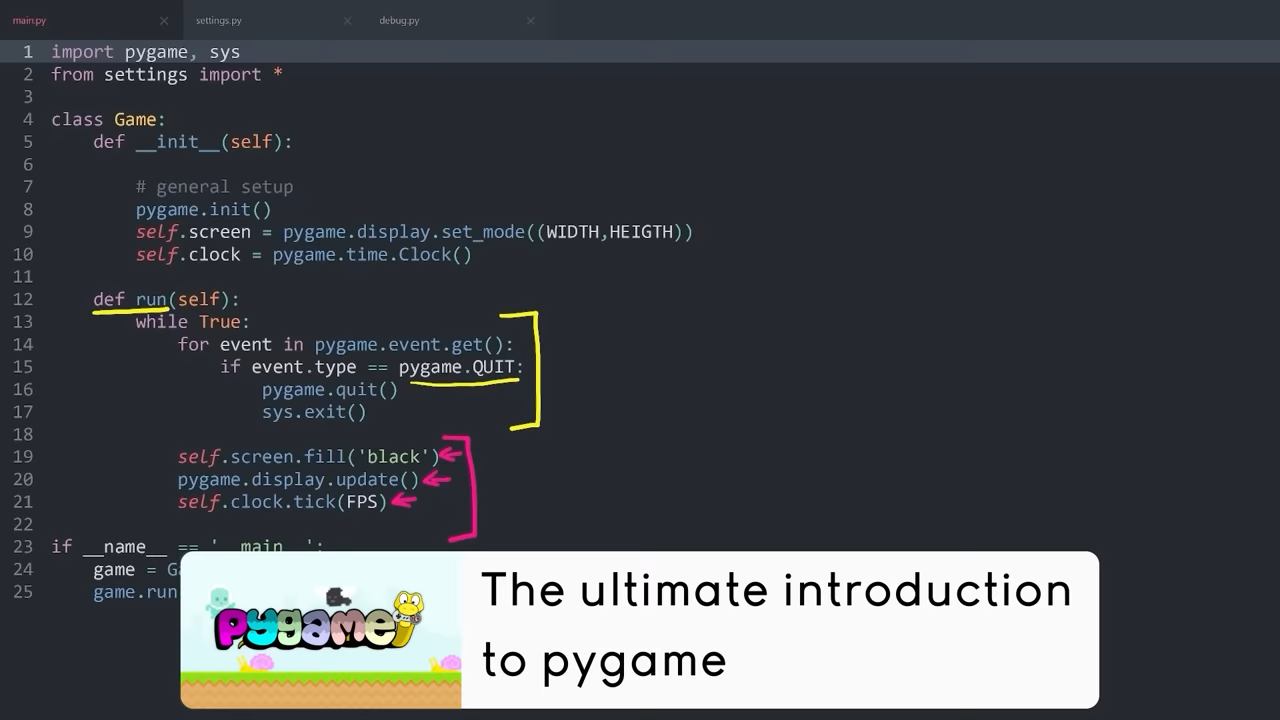 main.py settings.py debug.py
1 import pygame, sys
2 from settings import *
3
4 class Game:
5     def __init__(self):
6
7         # general setup
8         pygame.init()
9         self.screen = pygame.display.set_mode((WIDTH,HEIGTH))
10         self.clock = pygame.time.Clock()
11
12     def run(self):
13         while True:
14             for event in pygame.event.get():
15                 if event.type == pygame.QUIT:
16                     pygame.quit()
17                     sys.exit()
18
19             self.screen.fill('black')
20             pygame.display.update()
21             self.clock.tick(FPS)
22
23 if __name__ == '__main__':
24     game =
25     game.run
pygame
The ultimate introduction
to pygame